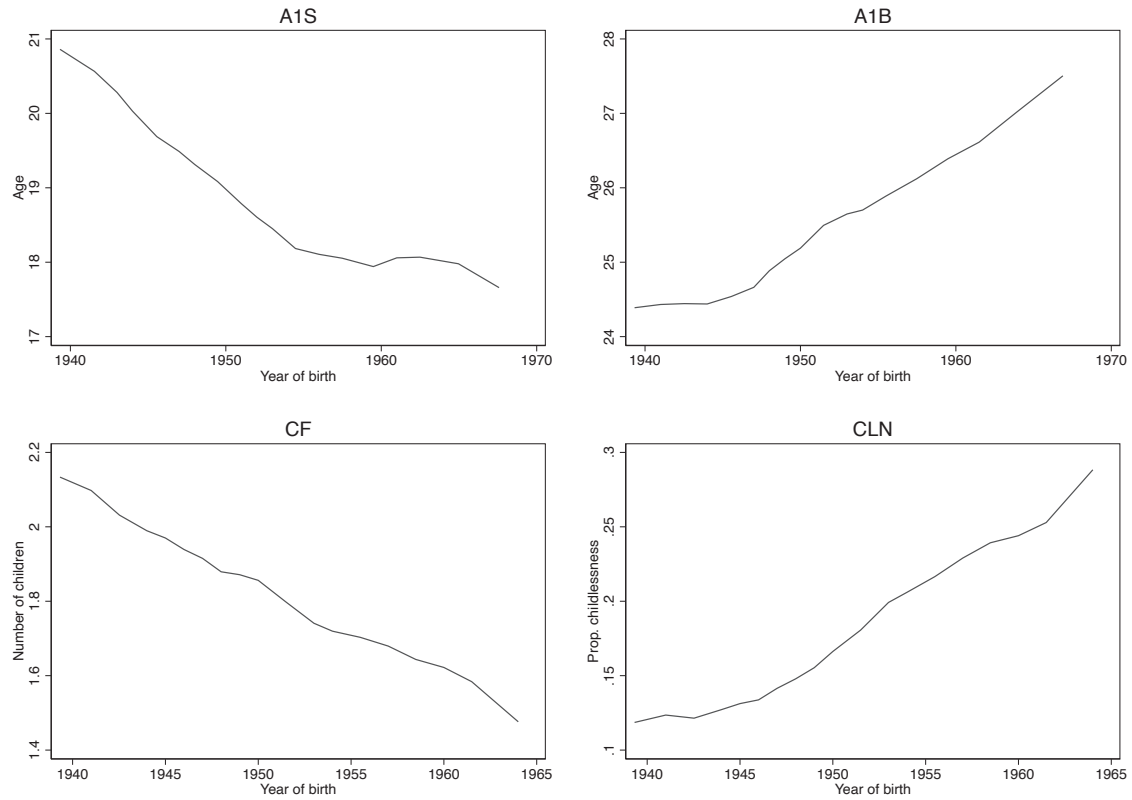 A1S
21
20
19
18
17
Age
1940 1950 1960 1970
Year of birth
A1B
28
27
26
25
24
Age
1940 1950 1960 1970
Year of birth
CF
2.2
2
1.8
1.6
1.4
Number of children
1940 1945 1950 1955 1960 1965
Year of birth
CLN
.3
.25
.2
.15
.1
Prop. childlessness
1940 1945 1950 1955 1960 1965
Year of birth